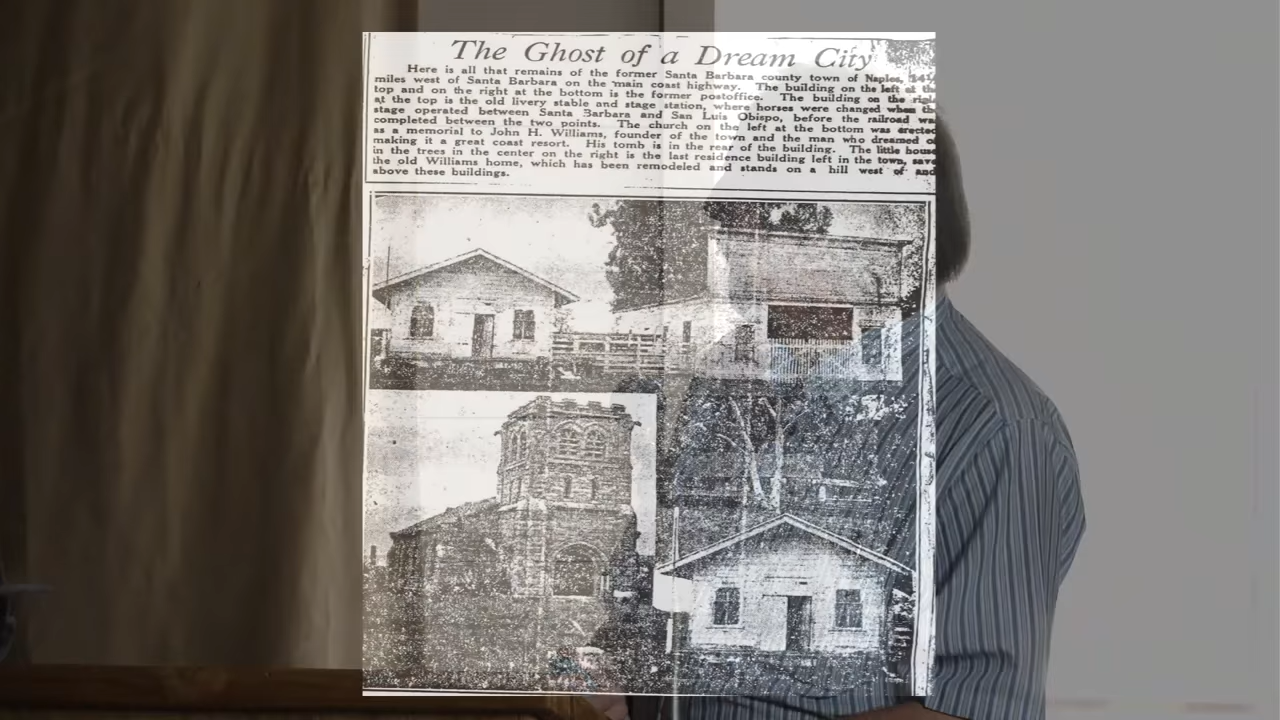 The Ghost of a Dream City
Here is all that remains of the former Santa Barbara county town of Naples,
miles west of Santa Barbara on the main coast highway. The building on the left at the
top and on the right at the bottom is the former postoffice. The building on the right
at the top is the old livery stable and stage station, where horses were changed when the
stage operated between Santa Barbara and San Luis Obispo, before the railroad was
completed between the two points. The church on the left at the bottom was erected
as a memorial to John H. Williams, founder of the town and the man who dreamed of
making it a great coast resort. His tomb is in the rear of the building. The little house
in the trees in the center on the right is the last residence building left in the town, save
the old Williams home, which has been remodeled and stands on a hill west of and
above these buildings.